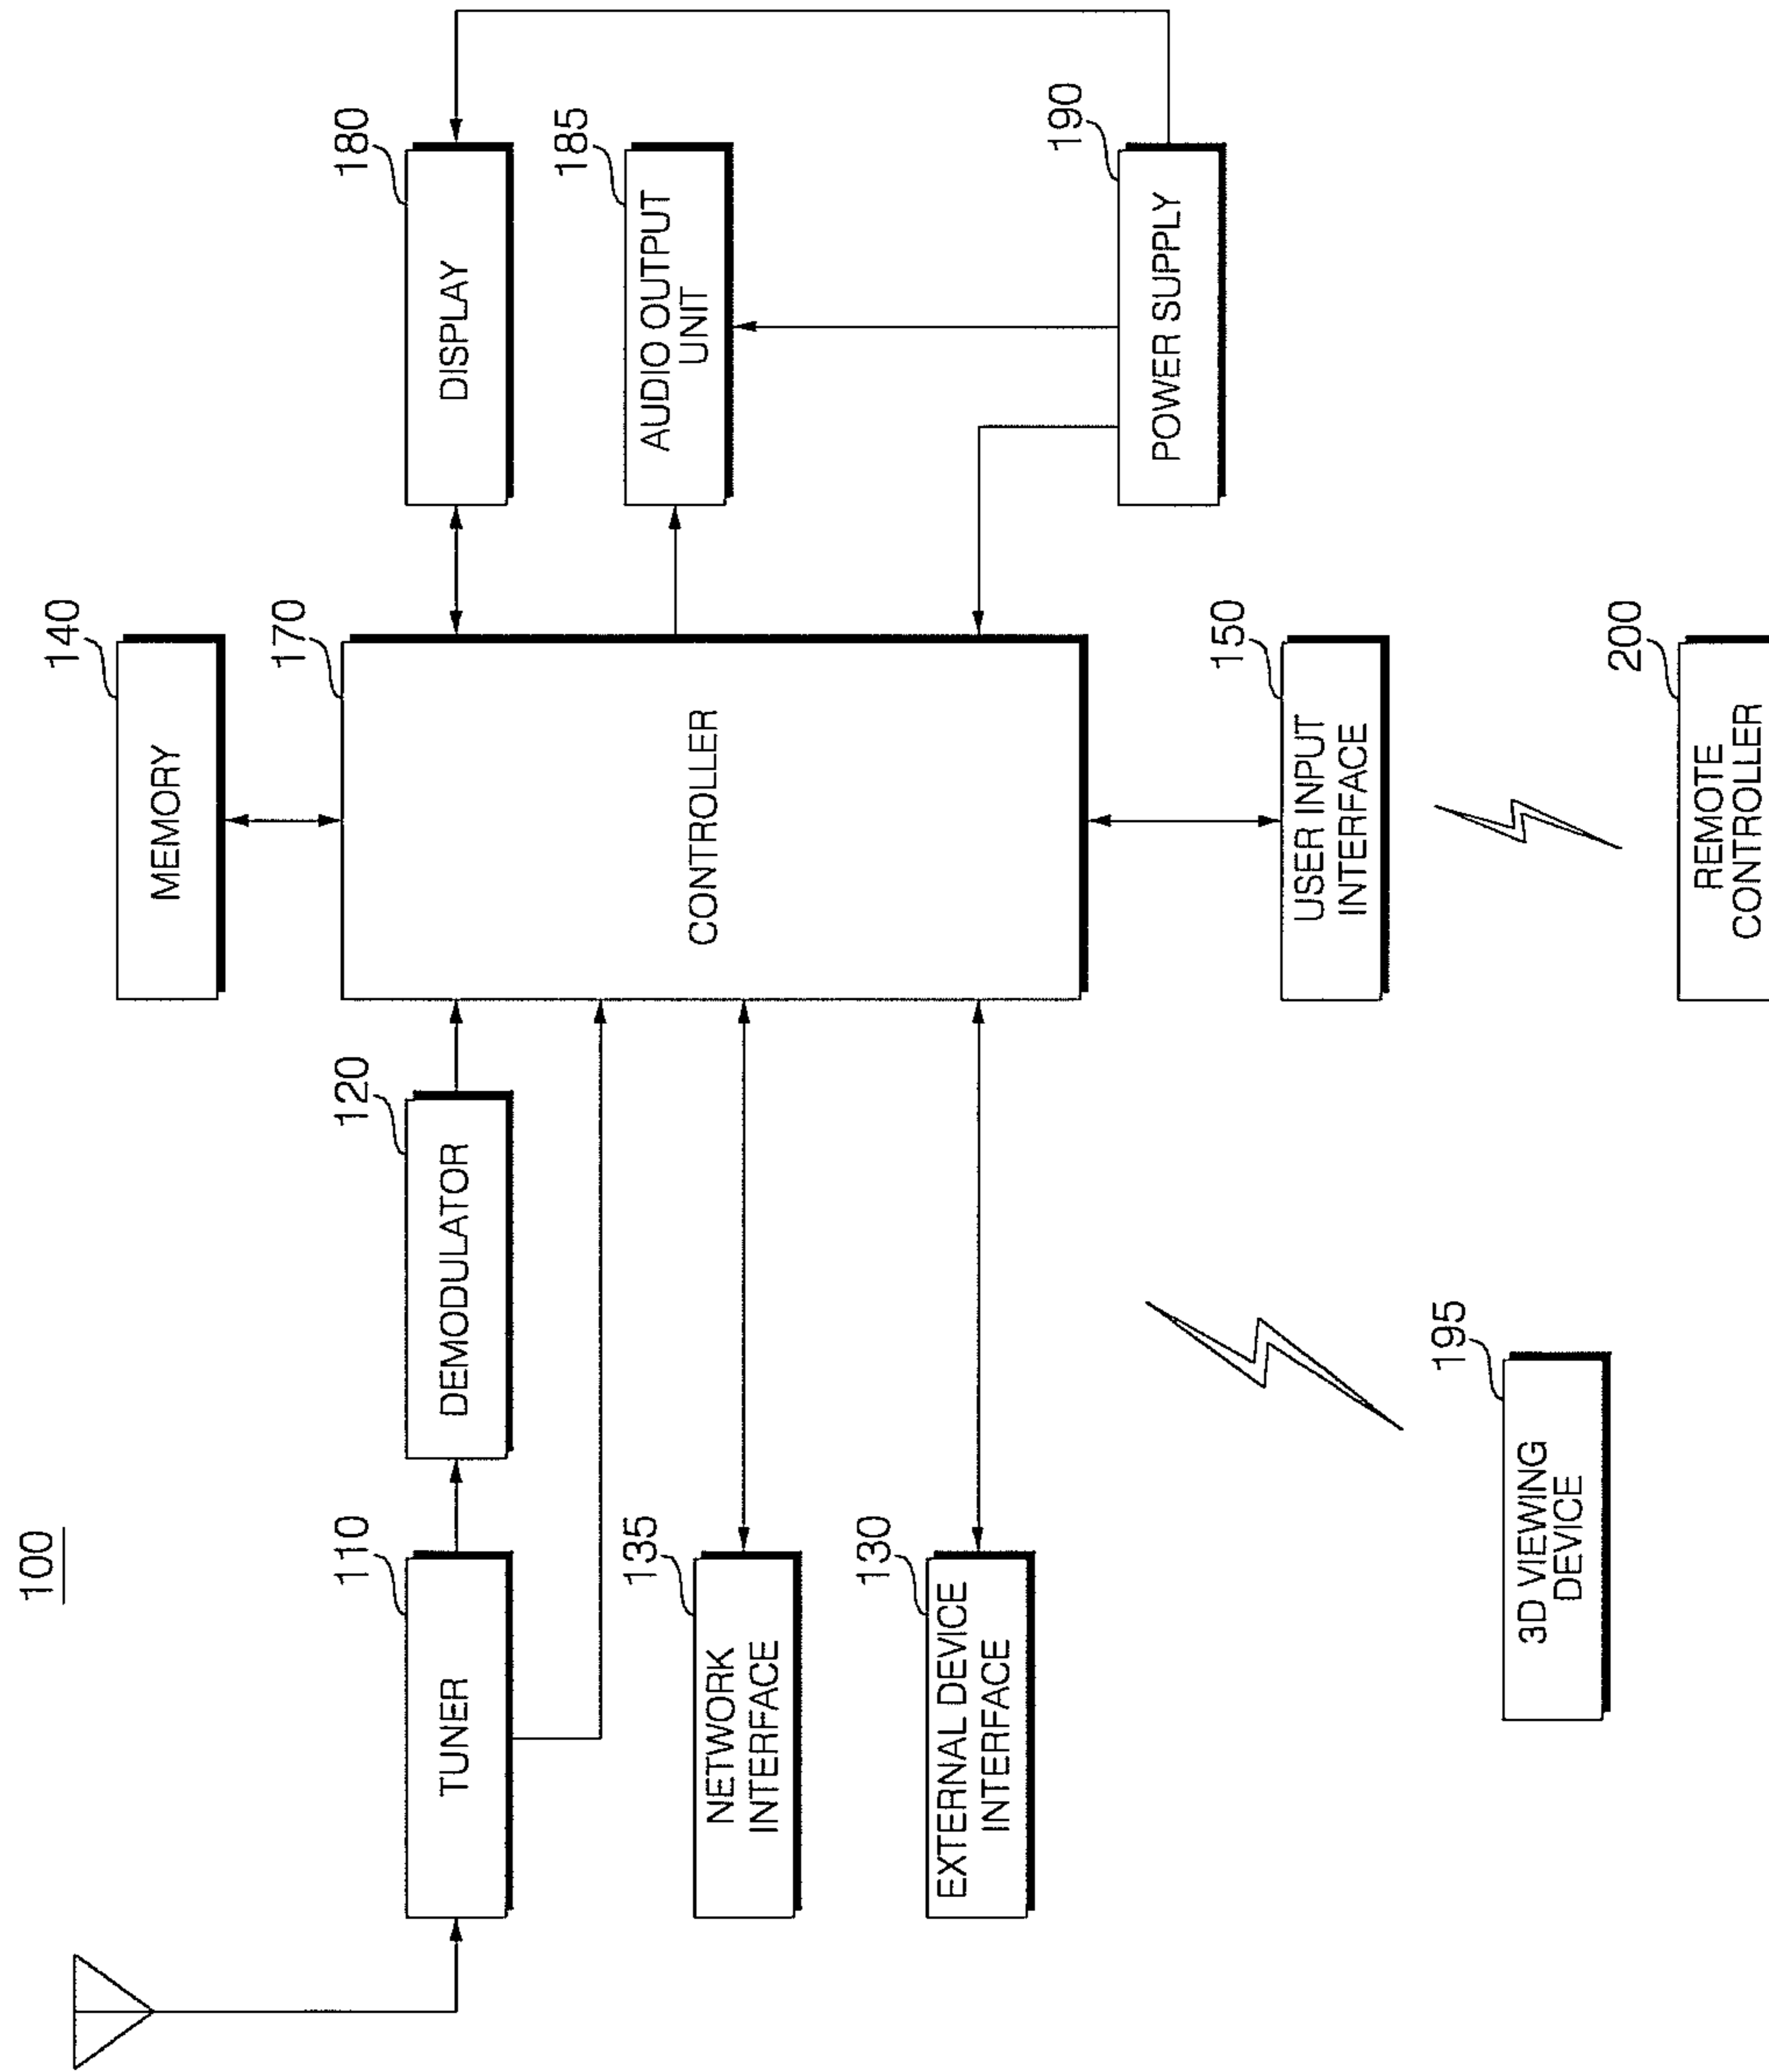 100
140
MEMORY
110
TUNER
120
DEMODULATOR
170
CONTROLLER
180
DISPLAY
135
NETWORK
INTERFACE
185
AUDIO OUTPUT
UNIT
130
EXTERNAL DEVICE
INTERFACE
190
POWER SUPPLY
150
USER INPUT
INTERFACE
195
3D VIEWING
DEVICE
200
REMOTE
CONTROLLER